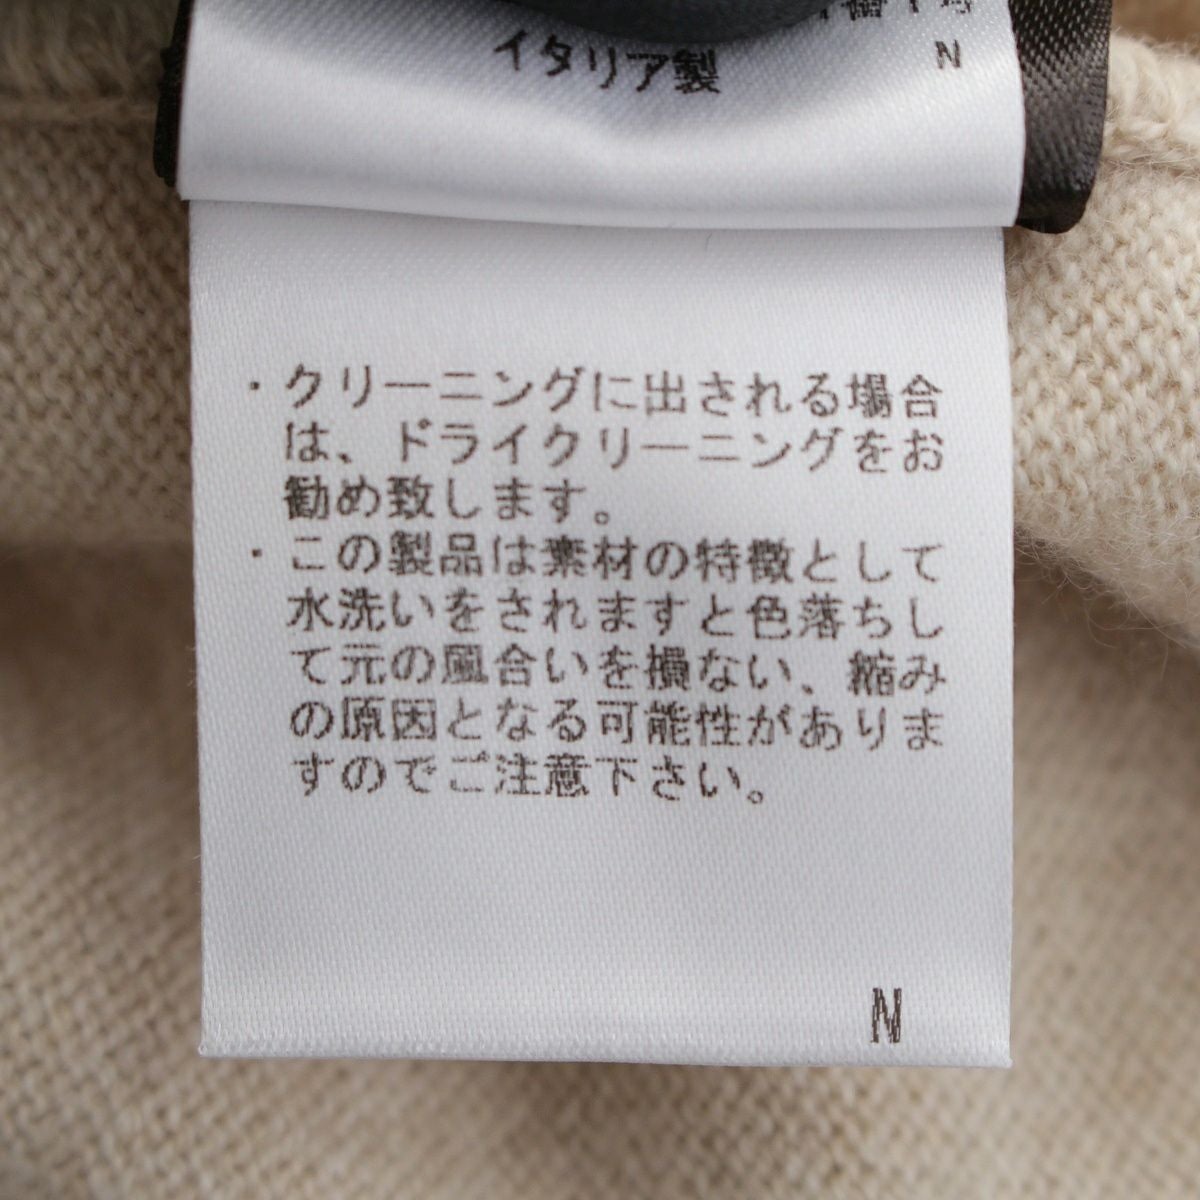 イタリア製
N
・クリーニングに出される場合
は、ドライクリーニングをお
勧め致します。
・この製品は素材の特徴として
水洗いをされますと色落ちし
て元の風合いを損ない、縮み
の原因となる可能性がありま
すのでご注意下さい。
N